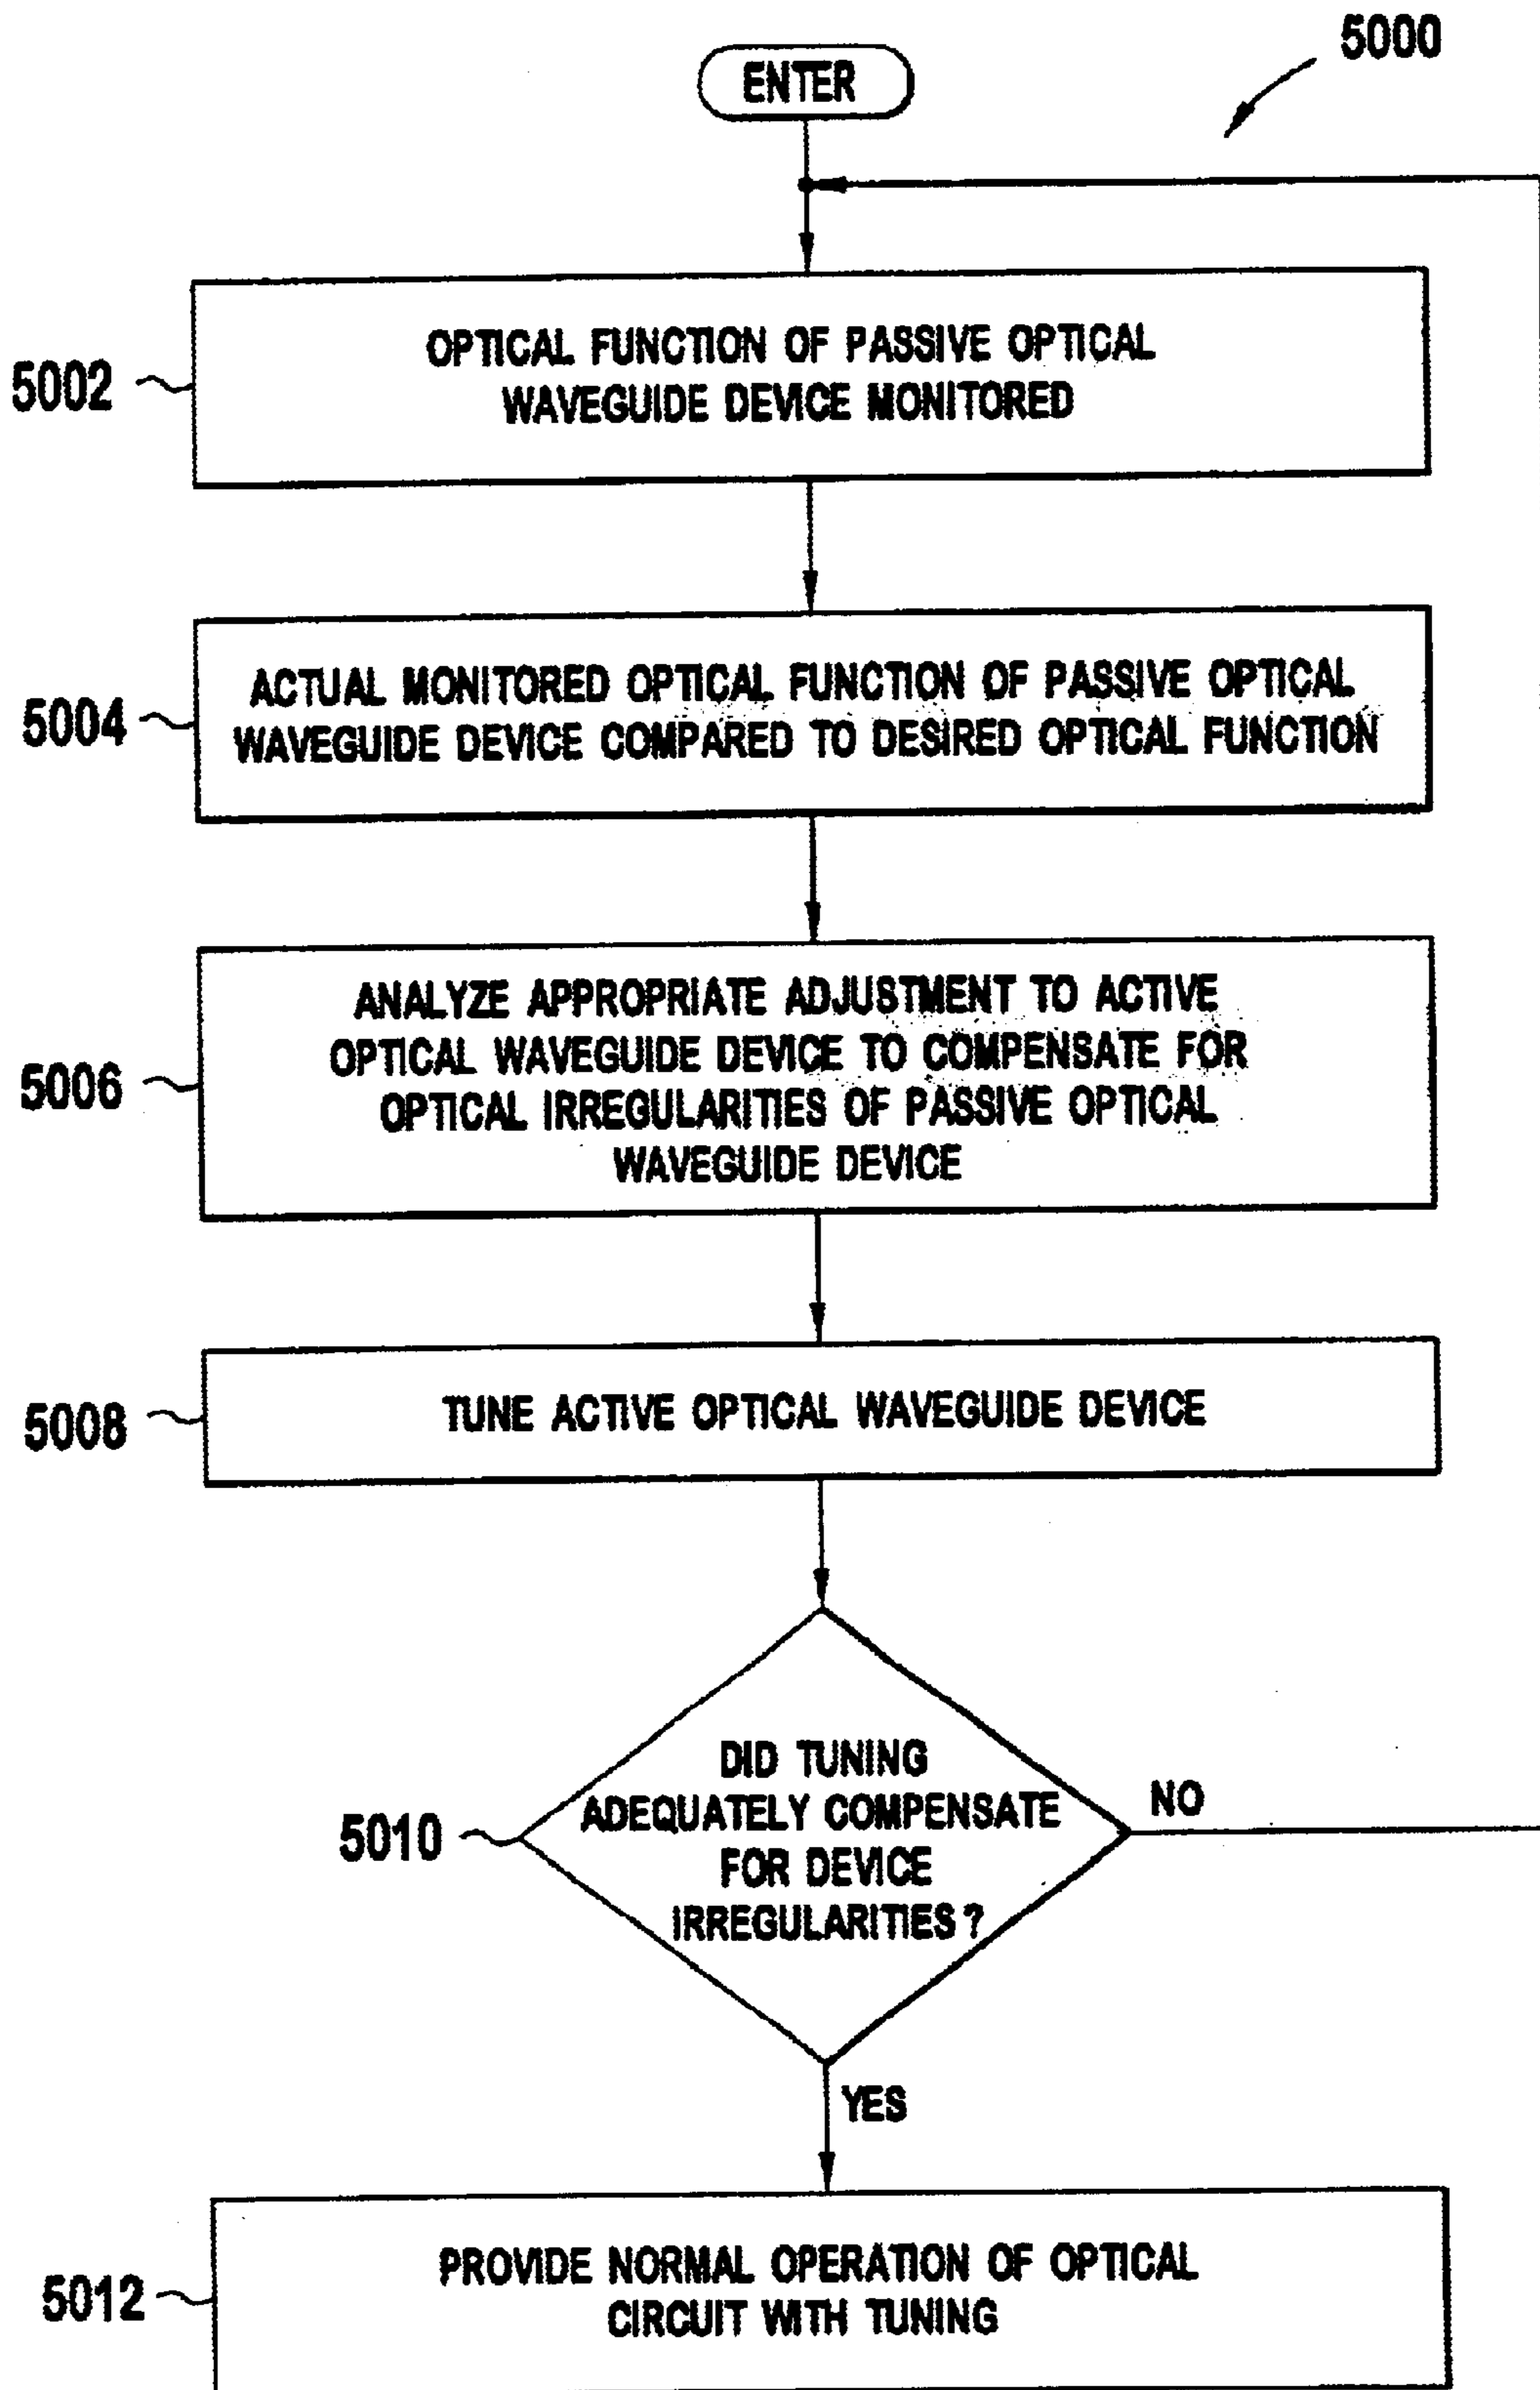 5000
ENTER
5002
OPTICAL FUNCTION OF PASSIVE OPTICAL
WAVEGUIDE DEVICE MONITORED
5004
ACTUAL MONITORED OPTICAL FUNCTION OF PASSIVE OPTICAL
WAVEGUIDE DEVICE COMPARED TO DESIRED OPTICAL FUNCTION
5006
ANALYZE APPROPRIATE ADJUSTMENT TO ACTIVE
OPTICAL WAVEGUIDE DEVICE TO COMPENSATE FOR
OPTICAL IRREGULARITIES OF PASSIVE OPTICAL
WAVEGUIDE DEVICE
5008
TUNE ACTIVE OPTICAL WAVEGUIDE DEVICE
5010
DID TUNING
ADEQUATELY COMPENSATE
FOR DEVICE
IRREGULARITIES?
NO
YES
5012
PROVIDE NORMAL OPERATION OF OPTICAL
CIRCUIT WITH TUNING